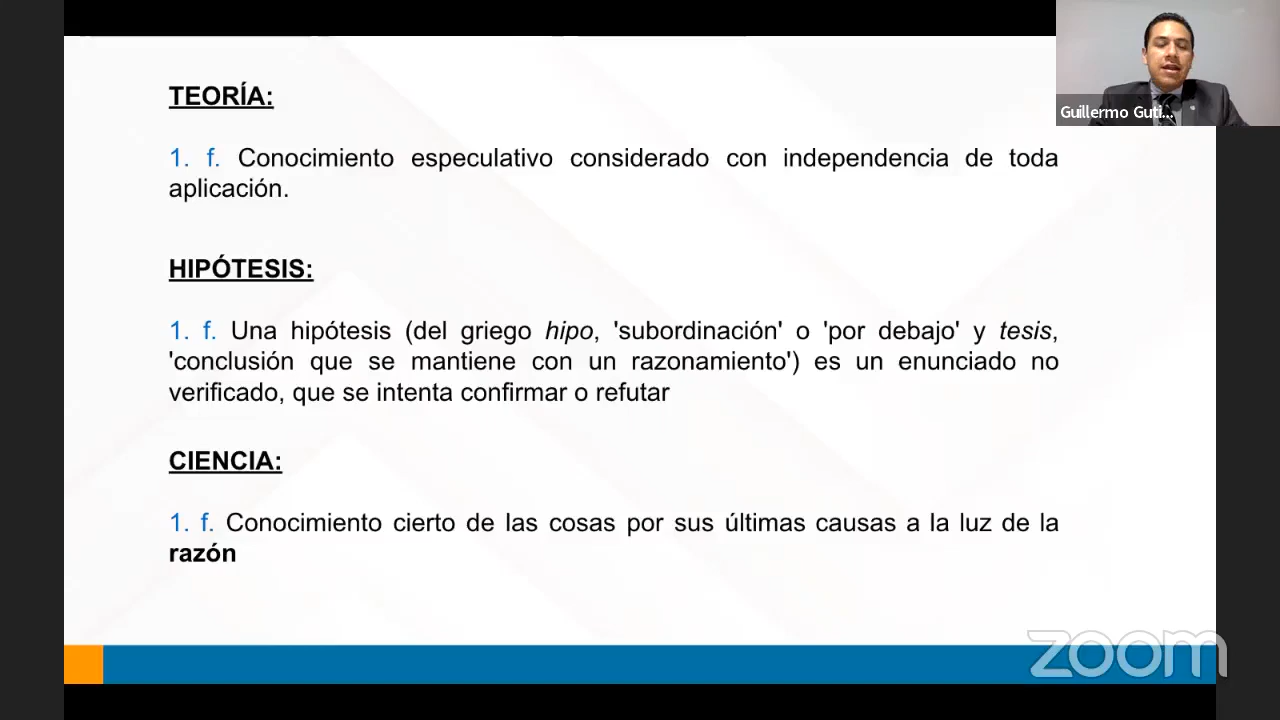 TEORÍA:
1. f. Conocimiento especulativo considerado con independencia de toda
aplicación.
HIPÓTESIS:
1. f. Una hipótesis (del griego hipo, 'subordinación' o 'por debajo' y tesis,
'conclusión que se mantiene con un razonamiento') es un enunciado no
verificado, que se intenta confirmar o refutar
CIENCIA:
1. f. Conocimiento cierto de las cosas por sus últimas causas a la luz de la
razón
Guillermo Guti...
zoom